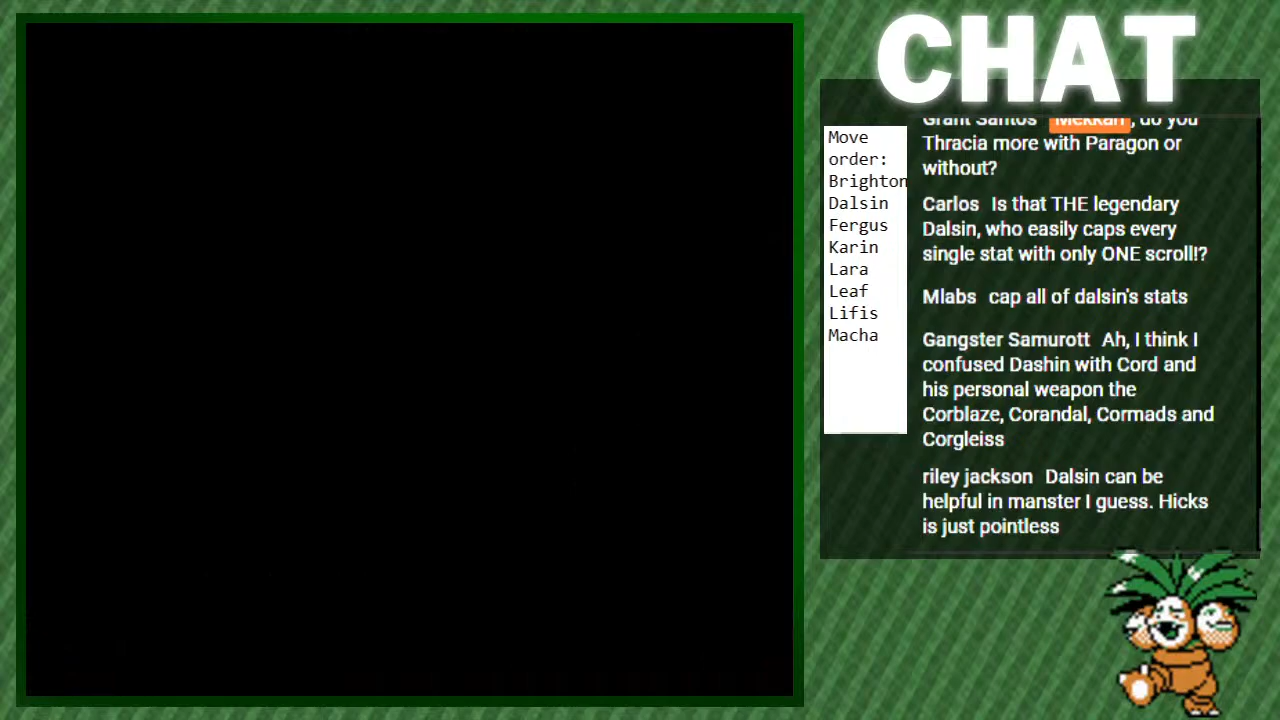 CHAT
Move
order:
Brighton
Dalsin
Fergus
Karin
Lara
Leaf
Lifis
Macha
Grant Santos Mekkah, do you
Thracia more with Paragon or
without?
Carlos Is that THE legendary
Dalsin, who easily caps every
single stat with only ONE scroll!?
Mlabs cap all of dalsin's stats
Gangster Samurott Ah, I think I
confused Dashin with Cord and
his personal weapon the
Corblaze, Corandal, Cormads and
Corgleiss
riley jackson Dalsin can be
helpful in manster I guess. Hicks
is just pointless